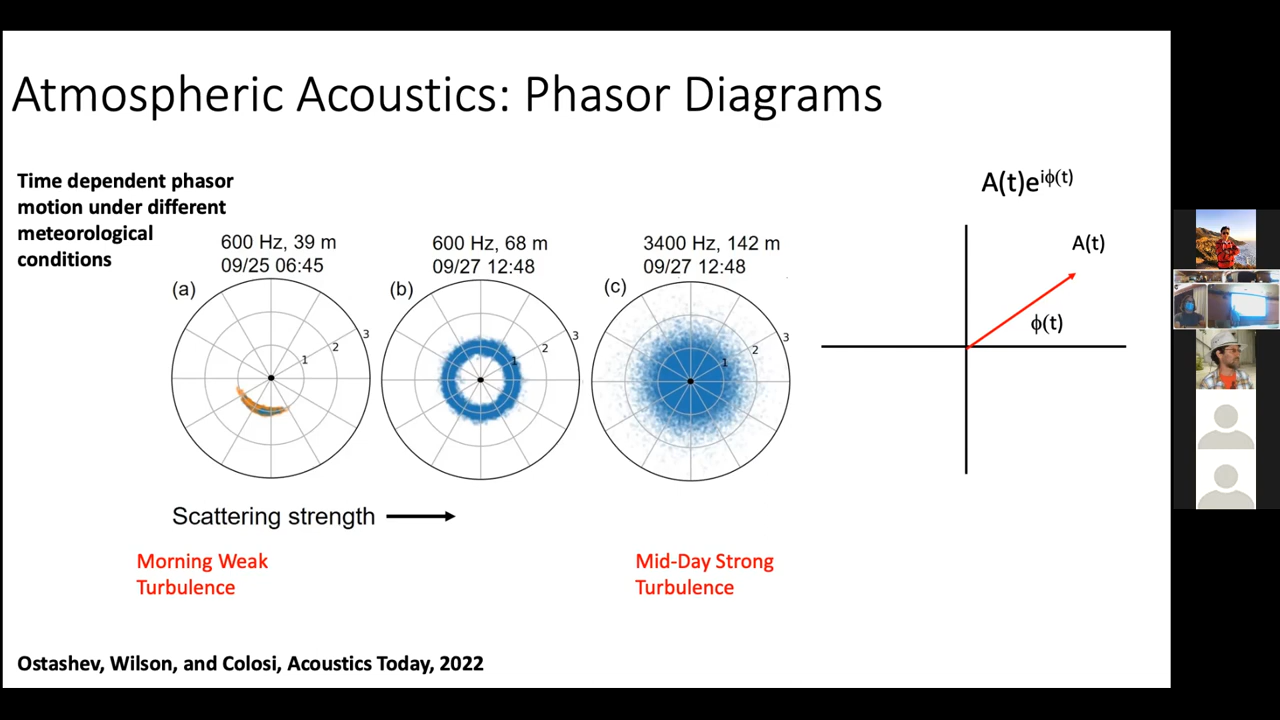 Atmospheric Acoustics: Phasor Diagrams
Time dependent phasor
motion under different
meteorological
conditions
600 Hz, 39 m
09/25 06:45
(a)
1
2
3
600 Hz, 68 m
09/27 12:48
(b)
1
2
3
3400 Hz, 142 m
09/27 12:48
(c)
1
2
3
A(t)e^{iϕ(t)}
A(t)
ϕ(t)
Scattering strength
Morning Weak
Turbulence
Mid-Day Strong
Turbulence
Ostashev, Wilson, and Colosi, Acoustics Today, 2022